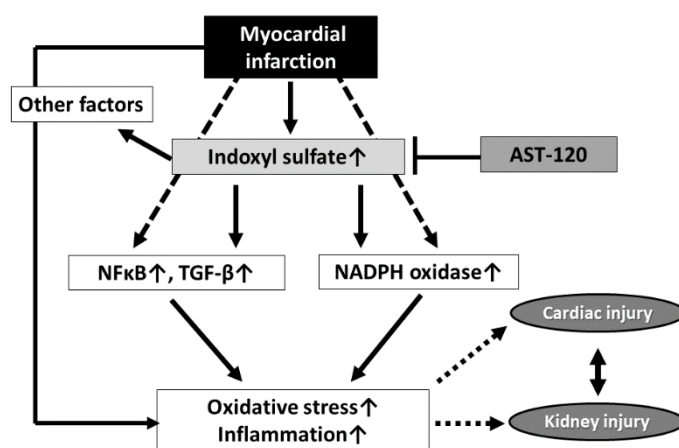 Myocardial
infarction
Other factors
Indoxyl sulfate↑
AST-120
NFκB↑, TGF-β↑
NADPH oxidase↑
Cardiac injury
Oxidative stress↑
Inflammation↑
Kidney injury